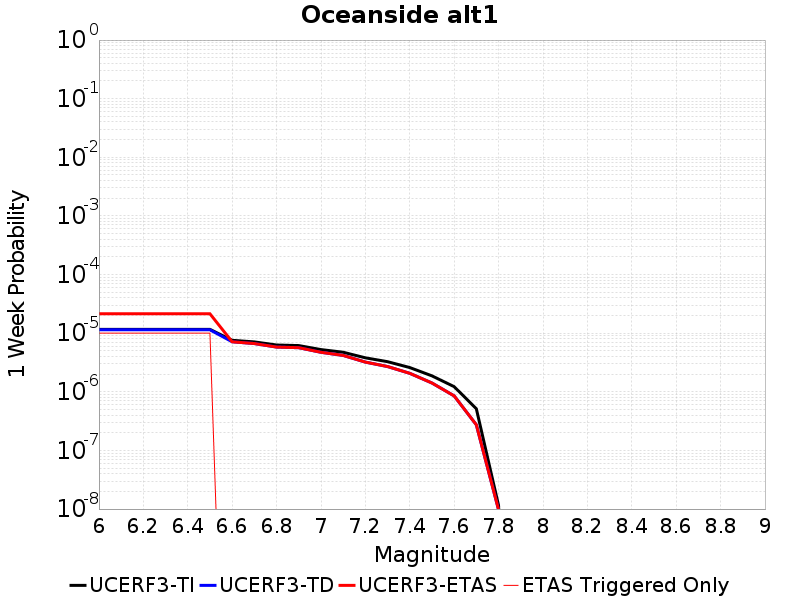 Oceanside alt1
1 Week Probability
10^0
10^-1
10^-2
10^-3
10^-4
10^-5
10^-6
10^-7
10^-8
6 6.2 6.4 6.6 6.8 7 7.2 7.4 7.6 7.8 8 8.2 8.4 8.6 8.8 9
Magnitude
UCERF3-TI UCERF3-TD UCERF3-ETAS ETAS Triggered Only